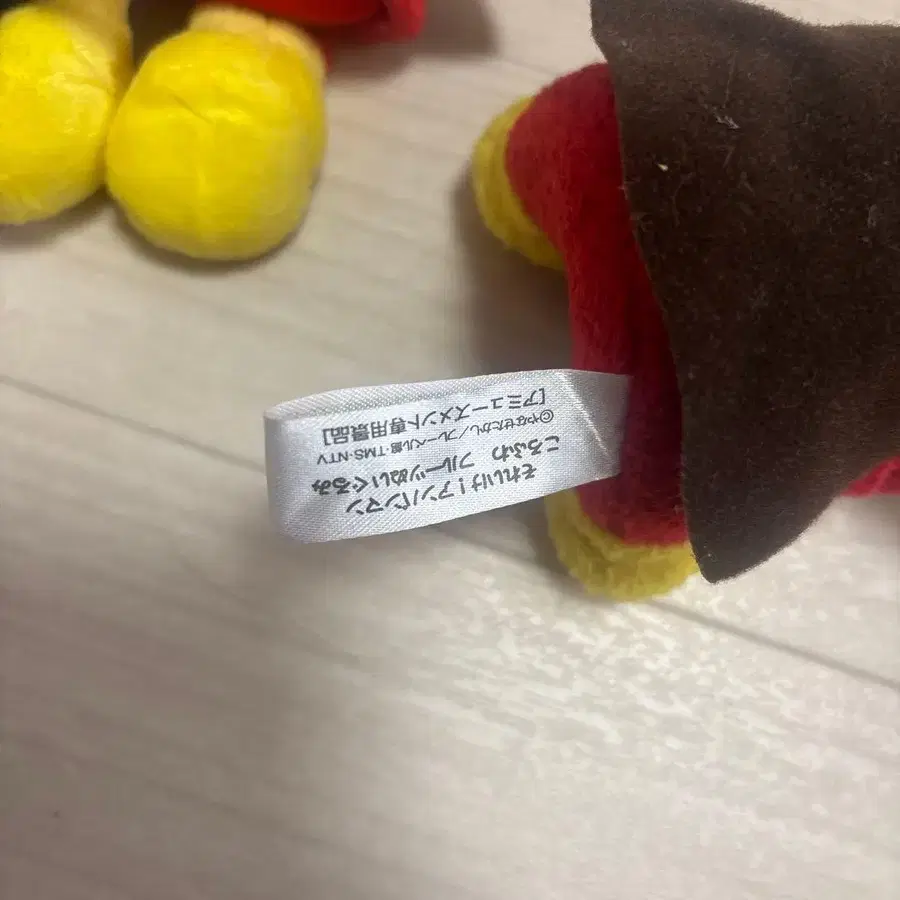 それいけ！アンパンマン
ころふわ フルーツぬいぐるみ
©やなせたかし／フレーベル館・TMS・NTV
[アミューズメント専用景品]